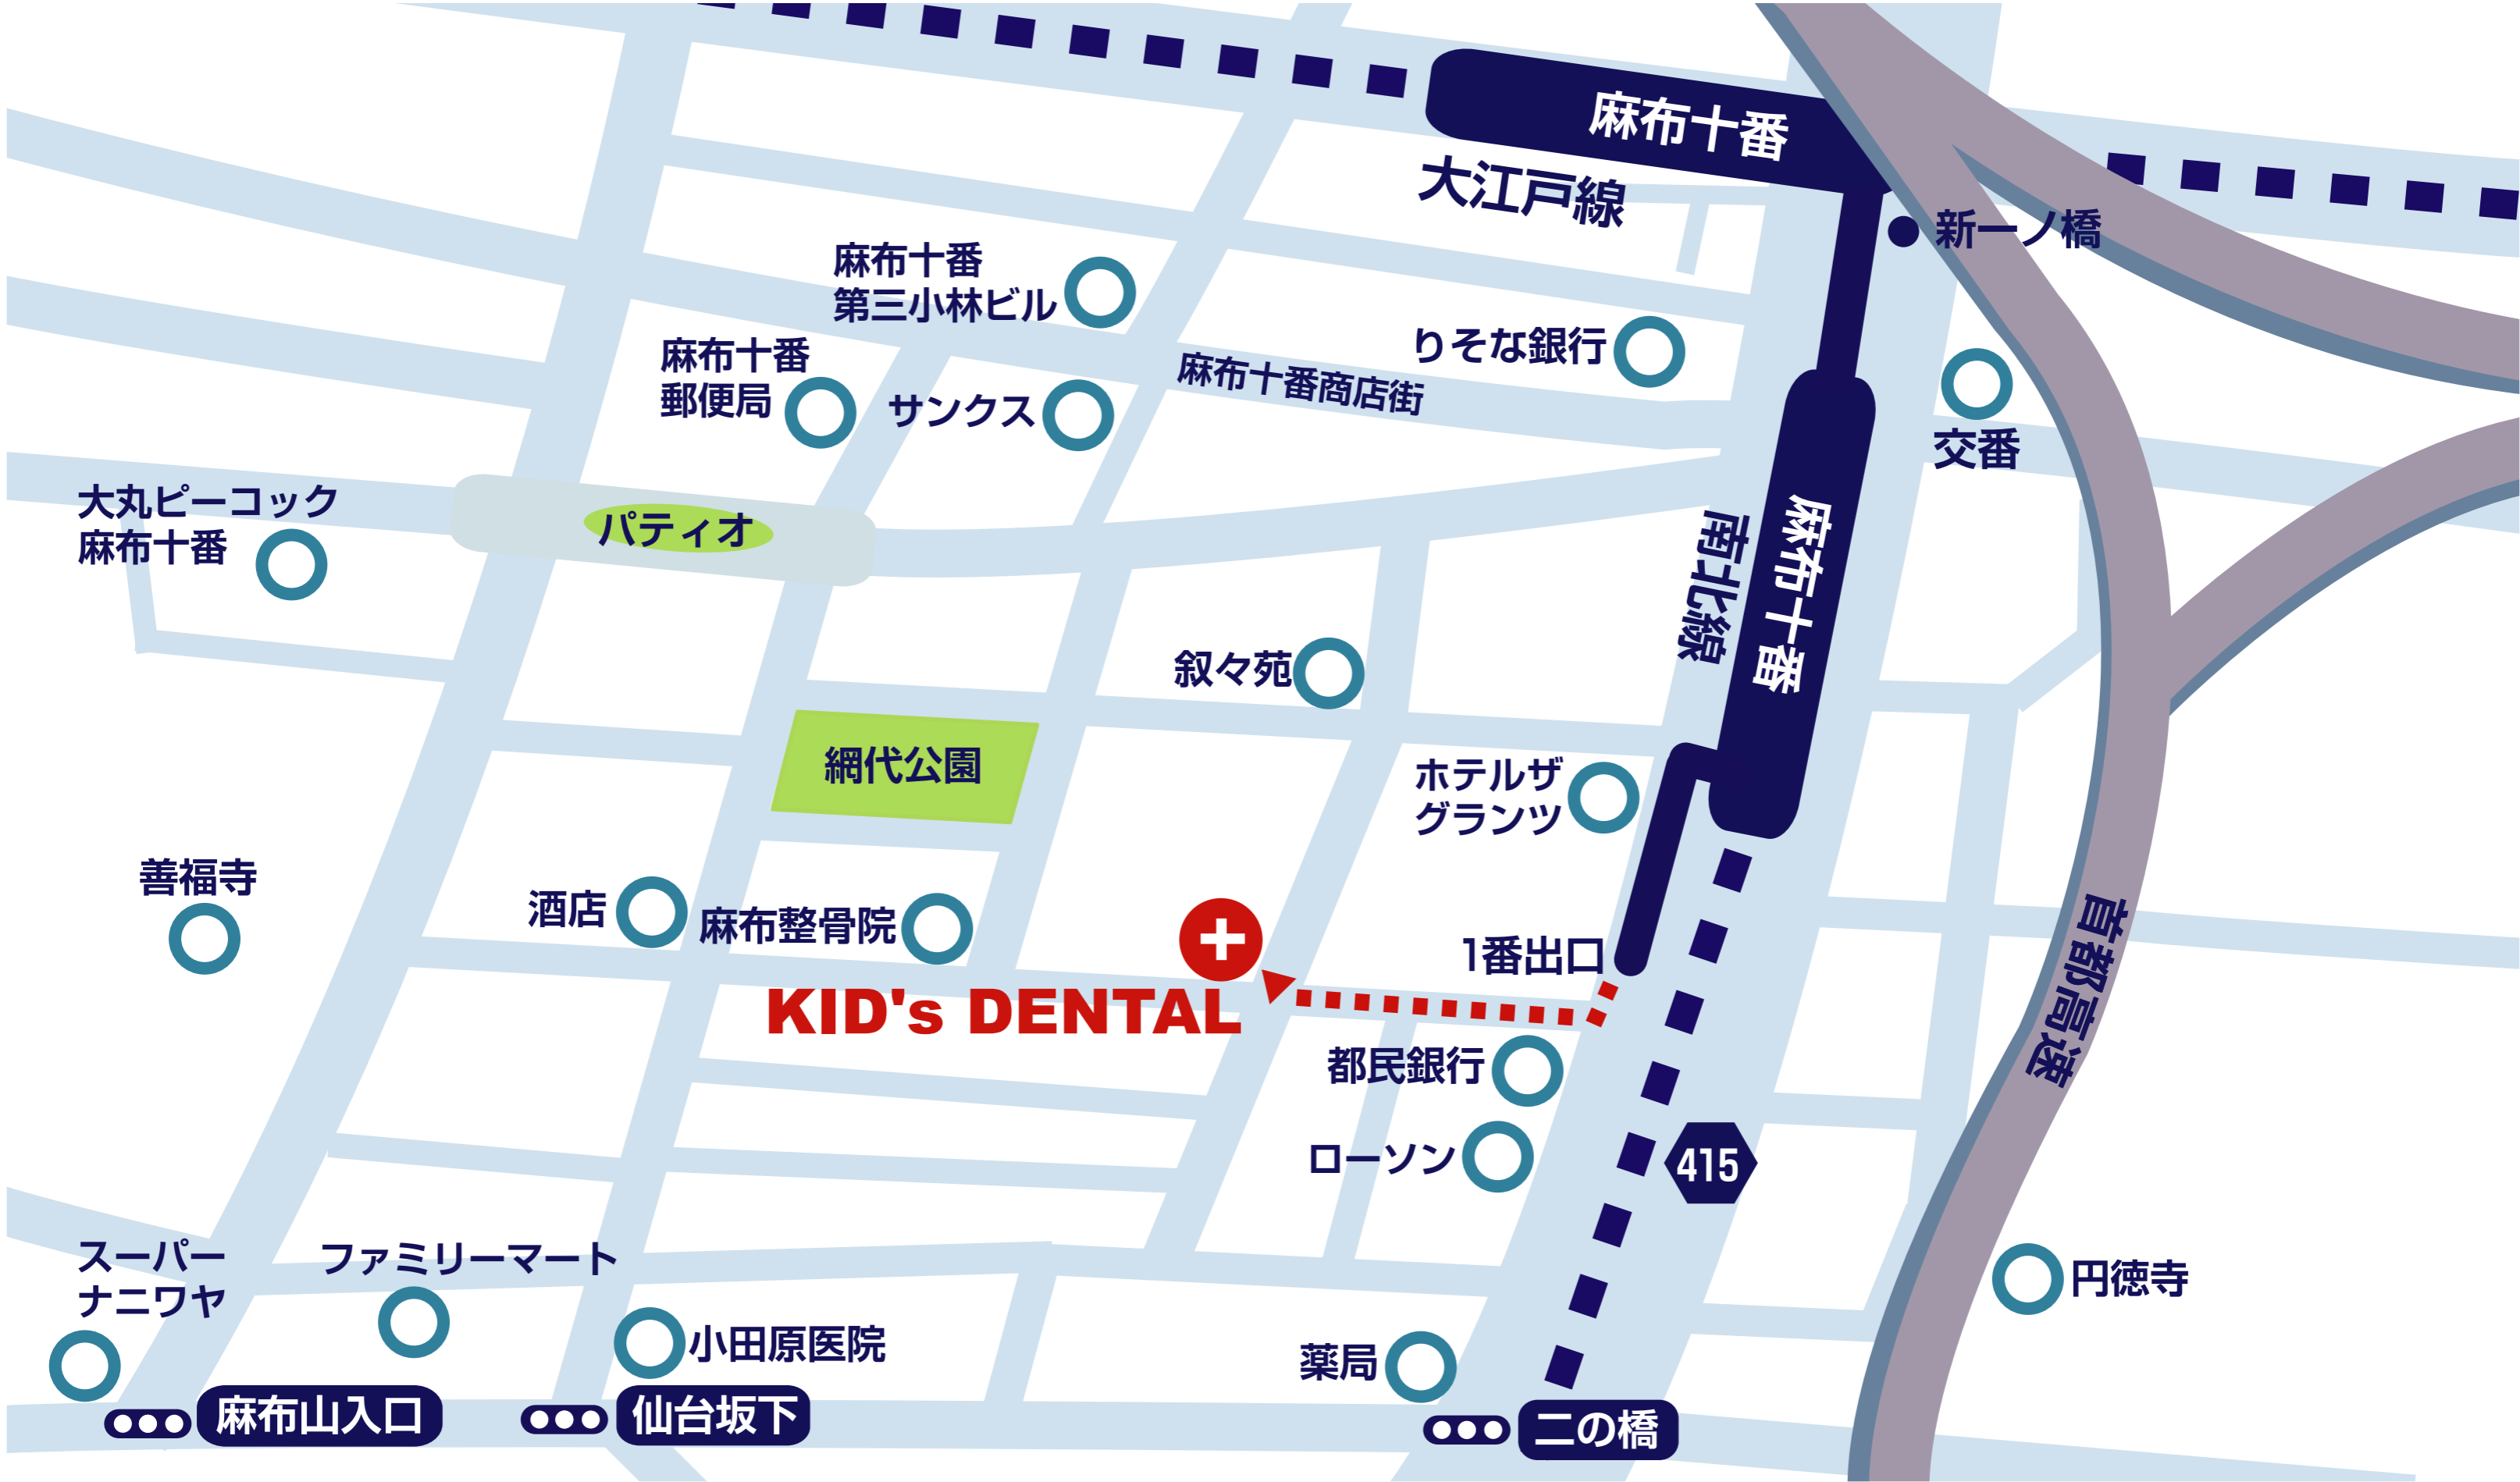 麻布十番
大江戸線
新一ノ橋
麻布十番
第三小林ビル
りそな銀行
麻布十番
郵便局
サンクス
麻布十番商店街
交番
大丸ピーコック
麻布十番
パティオ
麻布十番
南北線
叙々苑
網代公園
ホテルザ
グランツ
善福寺
酒店
麻布整骨院
1番出口
首都高速
KID's DENTAL
都民銀行
ローソン
415
スーパー
ナニワヤ
ファミリーマート
円徳寺
小田原医院
薬局
麻布山入口
仙台坂下
二の橋